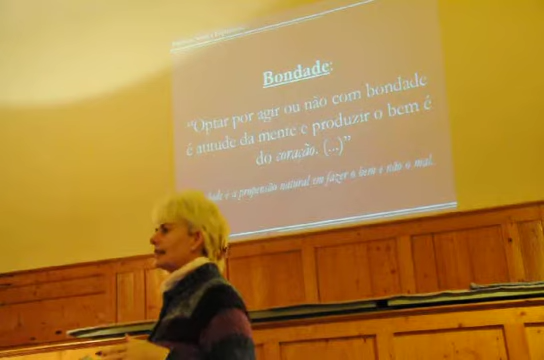 Bondade:
"Optar por agir ou não com bondade
é atitude da mente e produzir o bem é
do coração. (...)"
é a propensão natural em fazer o bem e não o mal.